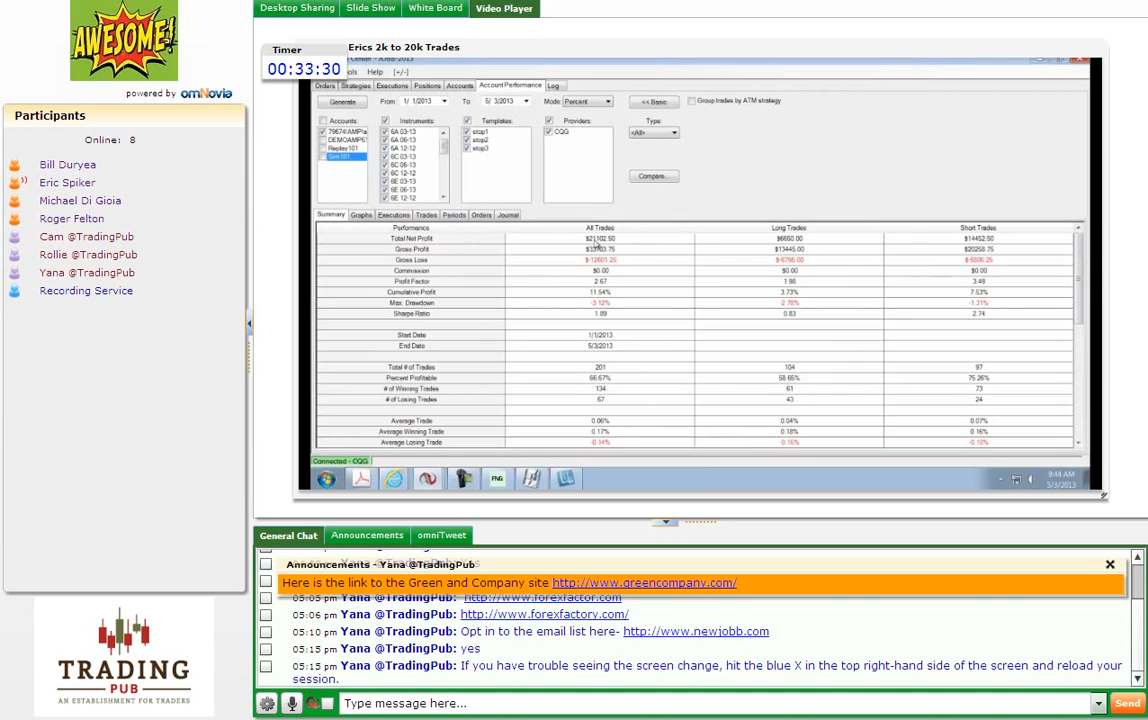 Desktop Sharing Slide Show White Board Video Player
AWESOME!
powered by omNovia
Participants
Online: 8
Bill Duryea
Eric Spiker
Michael Di Gioia
Roger Felton
Cam @TradingPub
Rollie @TradingPub
Yana @TradingPub
Recording Service
TRADING
PUB
AN ESTABLISHMENT FOR TRADERS
Timer
00:33:30
Erics 2k to 20k Trades
Help [+/-]
Orders Strategies Executions Positions Accounts Account Performance Log
Generate From: 1/ 1/2013 To 5/ 3/2013 Mode: Percent << Basic Group trades by ATM strategy
Accounts: Instruments: Templates: Providers: Type:
6A 03-13 stop1 CQG <All>
6A 06-13 stop2
Replay101 6A 12-12 stop3
Sim101 6C 03-13
6C 06-13
6C 12-12 Compare...
6E 03-13
6E 06-13
6E 12-12
Summary Graphs Executions Trades Periods Orders Journal
Performance All Trades Long Trades Short Trades
Total Net Profit $21102.50 $6650.00 $14452.50
Gross Profit $33703.75 $13445.00 $20258.75
Gross Loss $-12601.25 $-6795.00 $-5806.25
Commission $0.00 $0.00 $0.00
Profit Factor 2.67 1.98 3.49
Cumulative Profit 11.54% 3.73% 7.53%
Max. Drawdown -3.12% -2.78% -1.31%
Sharpe Ratio 1.89 0.83 2.74
Start Date 1/1/2013
End Date 5/3/2013
Total # of Trades 201 104 97
Percent Profitable 66.67% 58.65% 75.26%
# of Winning Trades 134 61 73
# of Losing Trades 67 43 24
Average Trade 0.06% 0.04% 0.07%
Average Winning Trade 0.17% 0.18% 0.16%
Average Losing Trade -0.14% -0.16% -0.10%
Connected - CQG
FNG
9:44 AM
5/3/2013
General Chat Announcements omniTweet
Announcements - Yana @TradingPub
Here is the link to the Green and Company site http://www.greencompany.com/
05:05 pm Yana @TradingPub: http://www.forexfactor.com
05:06 pm Yana @TradingPub: http://www.forexfactory.com/
05:10 pm Yana @TradingPub: Opt in to the email list here- http://www.newjobb.com
05:15 pm Yana @TradingPub: yes
05:15 pm Yana @TradingPub: If you have trouble seeing the screen change, hit the blue X in the top right-hand side of the screen and reload your
session.
Type message here...
Send